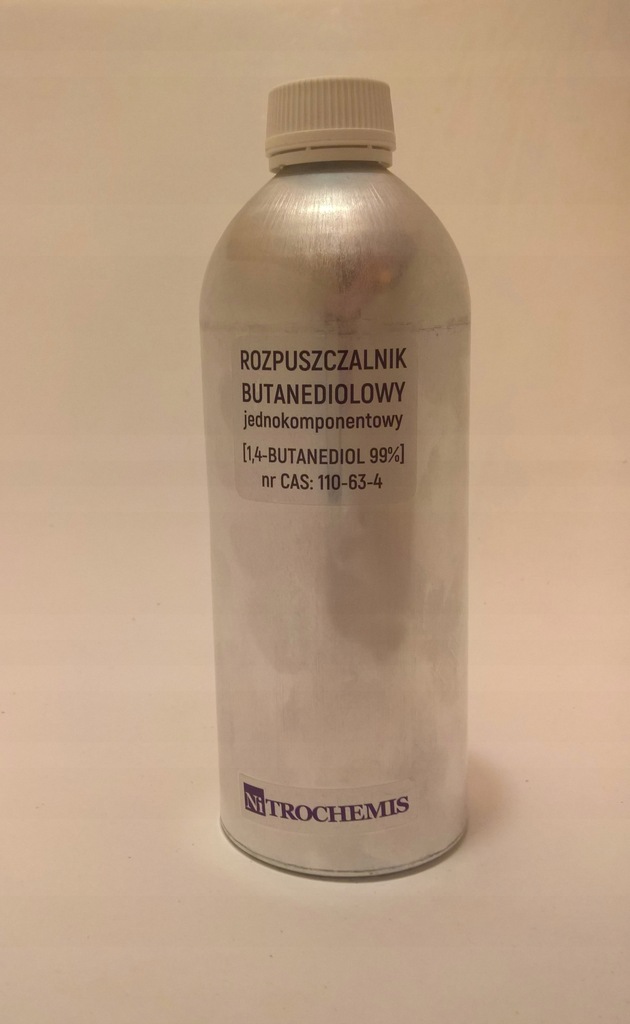 ROZPUSZCZALNIK
BUTANEDIOLOWY
jednokomponentowy
[1,4-BUTANEDIOL 99%]
nr CAS: 110-63-4
NiTROCHEMIS